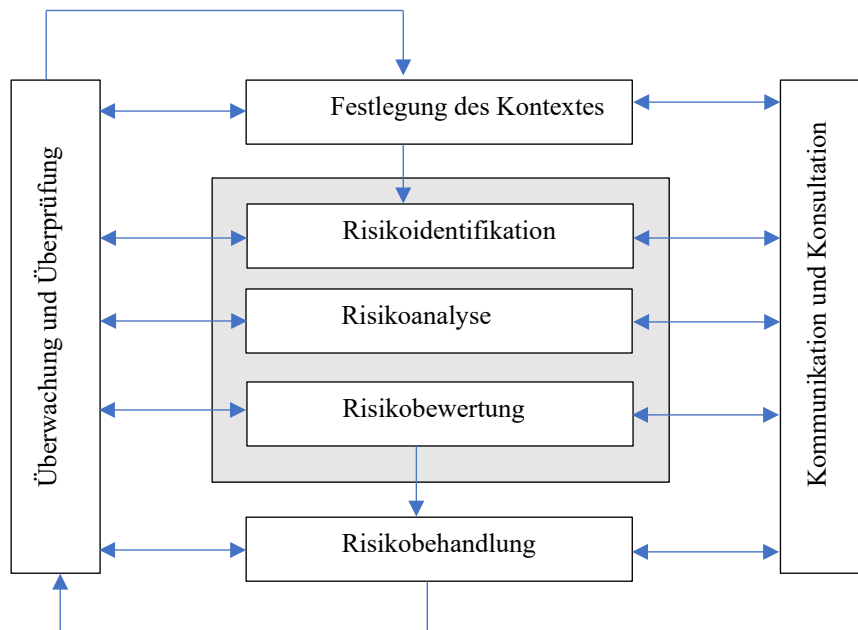 Festlegung des Kontextes
Überwachung und Überprüfung
Kommunikation und Konsultation
Risikoidentifikation
Risikoanalyse
Risikobewertung
Risikobehandlung